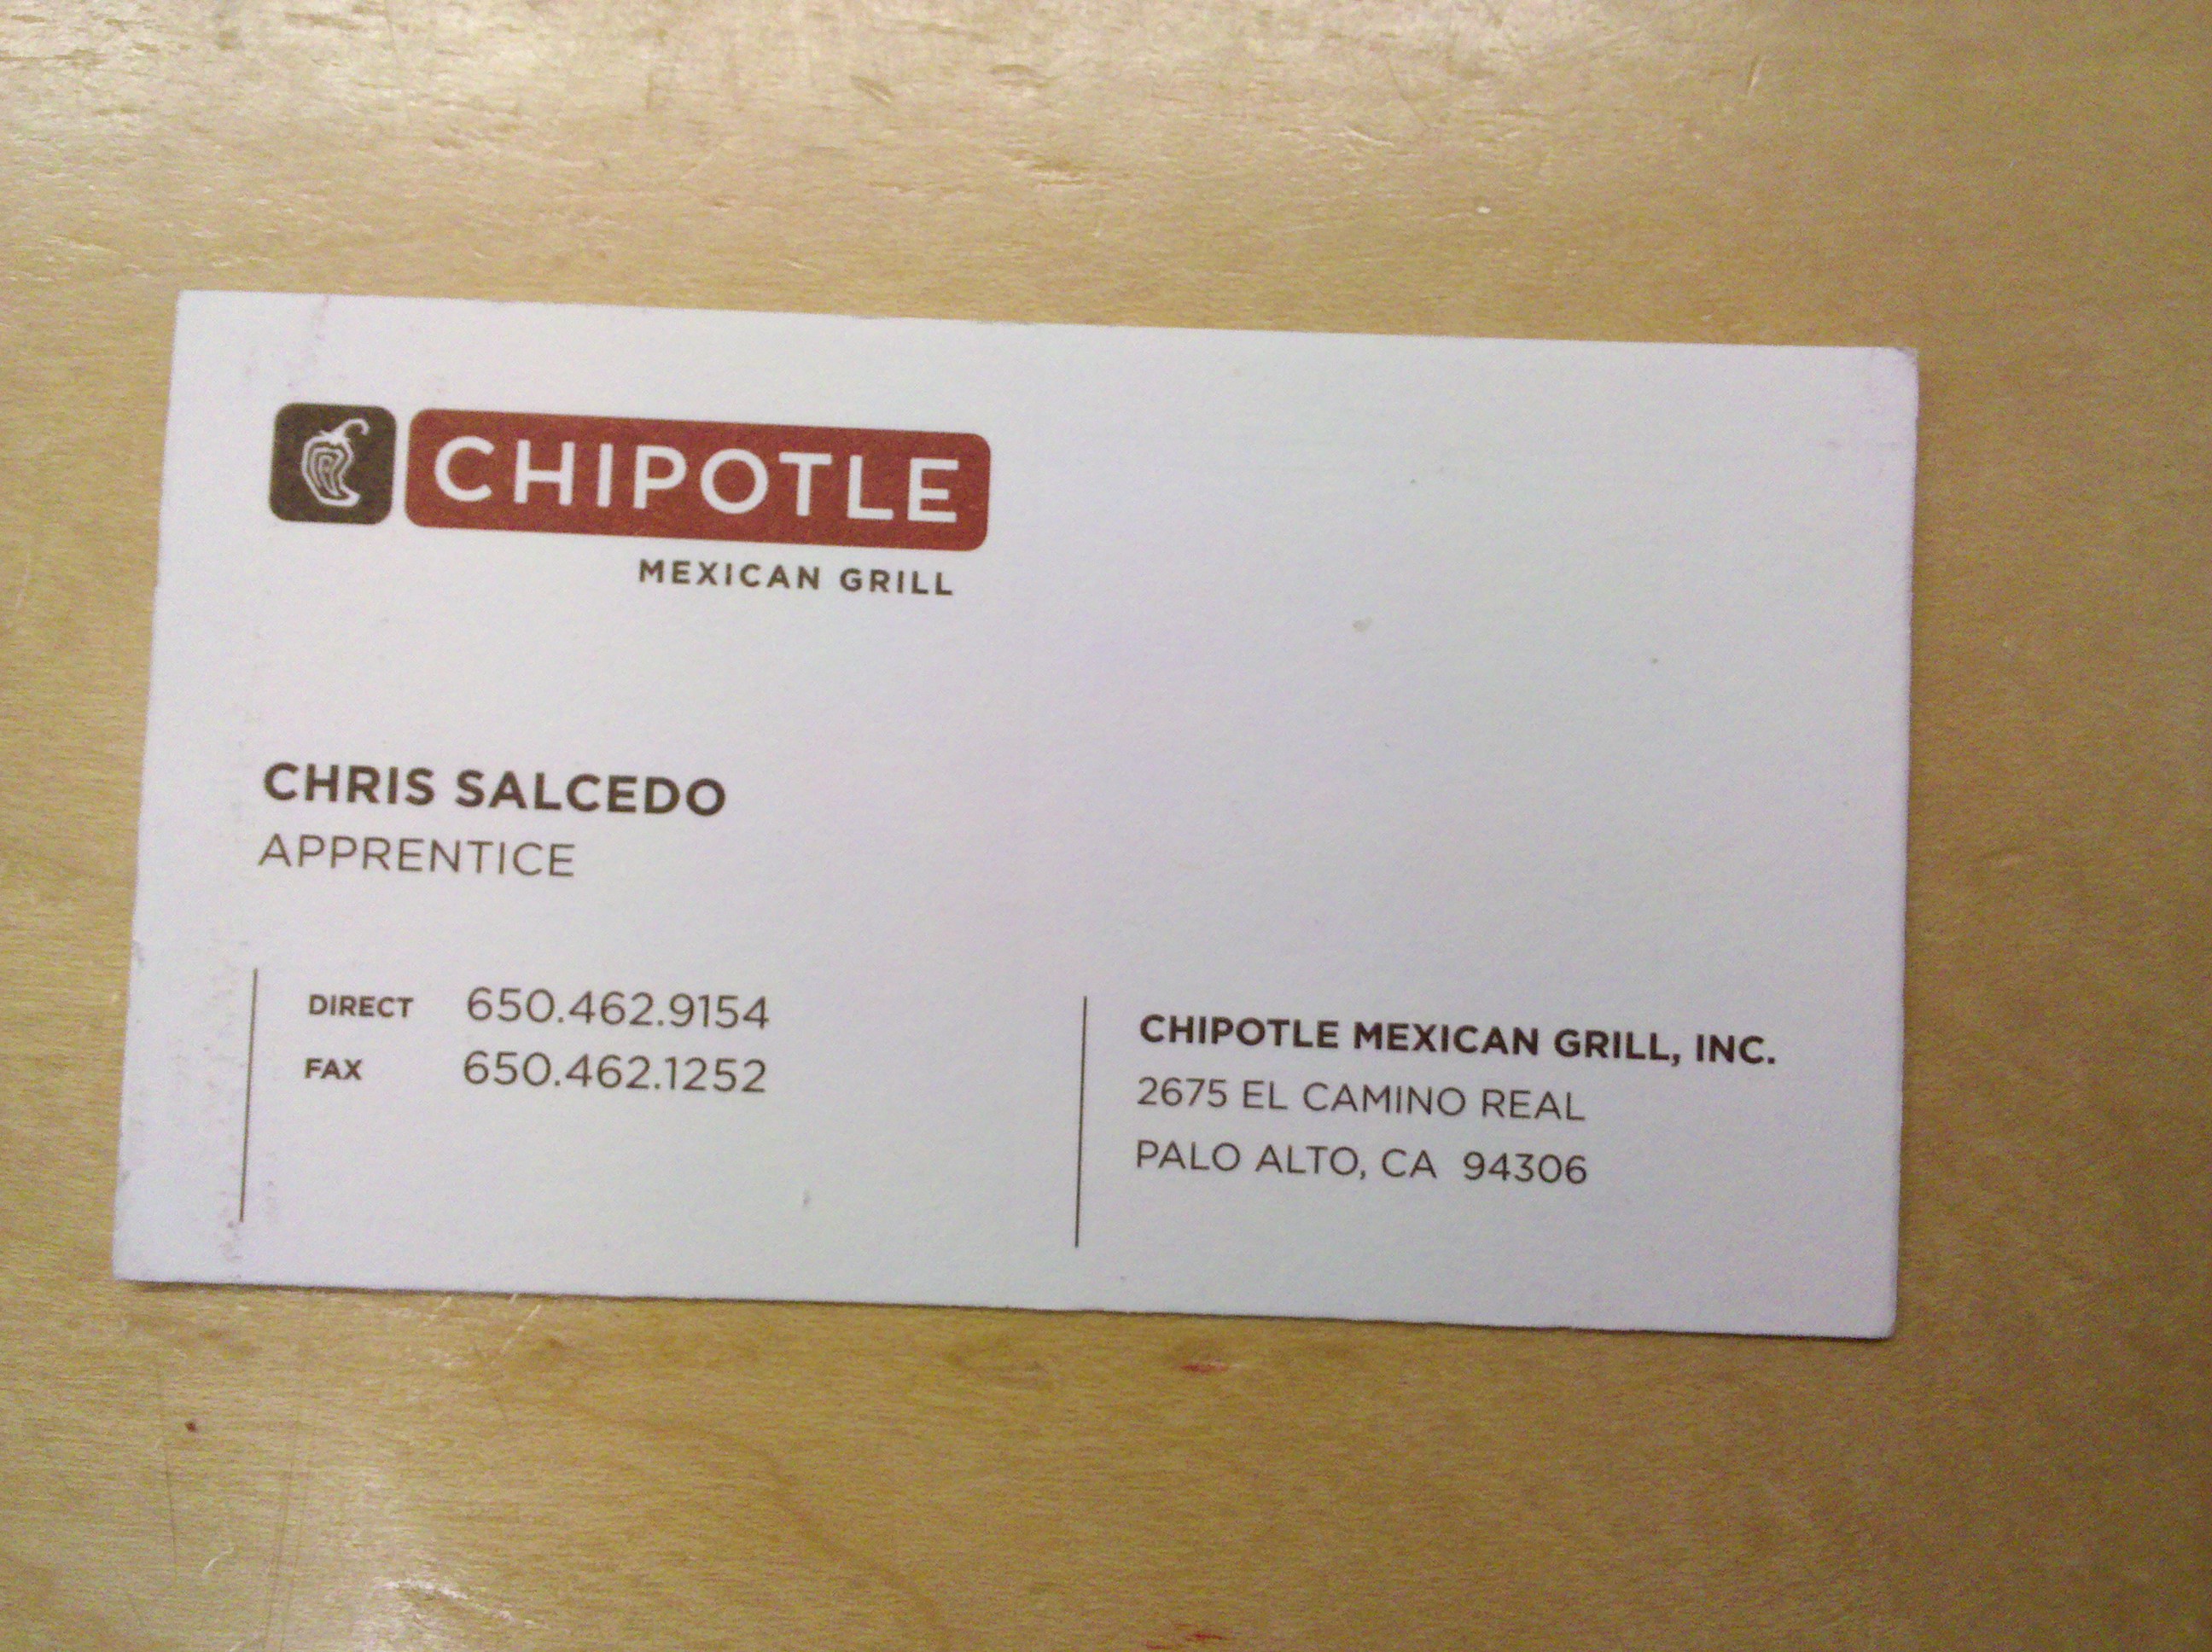 CHIPOTLE
MEXICAN GRILL
CHRIS SALCEDO
APPRENTICE
DIRECT 650.462.9154
FAX 650.462.1252
CHIPOTLE MEXICAN GRILL, INC.
2675 EL CAMINO REAL
PALO ALTO, CA 94306